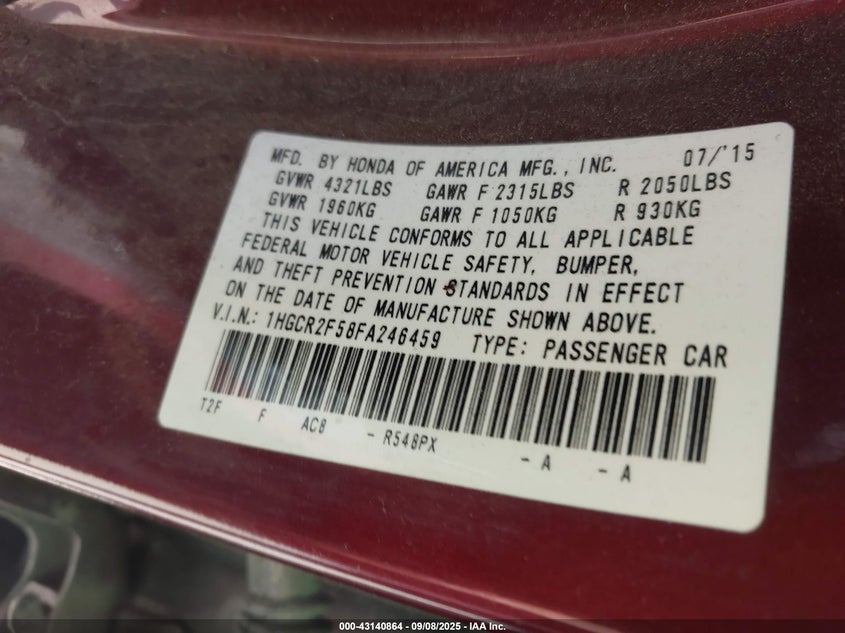 MFD. BY HONDA OF AMERICA MFG., INC. 07/'15
GVWR 4321LBS GAWR F 2315LBS R 2050LBS
GVWR 1960KG GAWR F 1050KG R 930KG
THIS VEHICLE CONFORMS TO ALL APPLICABLE
FEDERAL MOTOR VEHICLE SAFETY, BUMPER,
AND THEFT PREVENTION STANDARDS IN EFFECT
ON THE DATE OF MANUFACTURE SHOWN ABOVE.
V.I.N.: 1HGCR2F58FA246459 TYPE: PASSENGER CAR
T2F F AC8 - R548PX - A - A
000-43140864 - 09/08/2025 - IAA Inc.